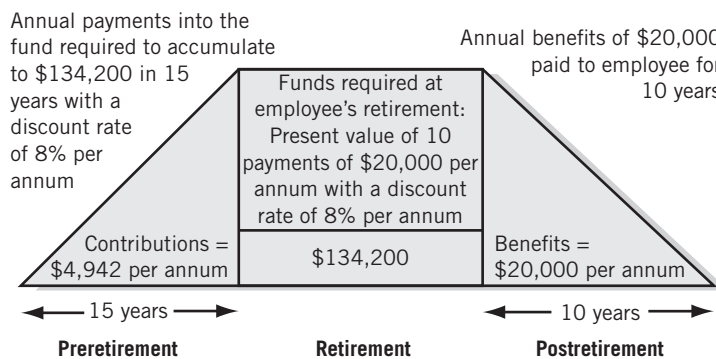 Annual payments into the
fund required to accumulate
to $134,200 in 15
years with a
discount rate
of 8% per
annum
Annual benefits of $20,000
paid to employee for
10 years
Funds required at
employee's retirement:
Present value of 10
payments of $20,000 per
annum with a discount
rate of 8% per annum
Contributions =
$4,942 per annum
$134,200
Benefits =
$20,000 per annum
15 years
10 years
Preretirement
Retirement
Postretirement